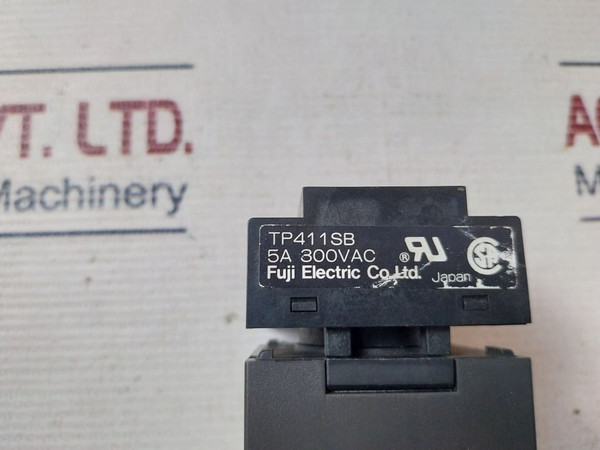 VT. LTD.
Machinery
TP411SB
5A 300VAC
Fuji Electric Co.,Ltd.
Japan